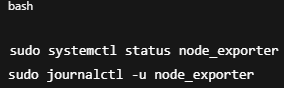 bash
sudo systemctl status node_exporter
sudo journalctl -u node_exporter